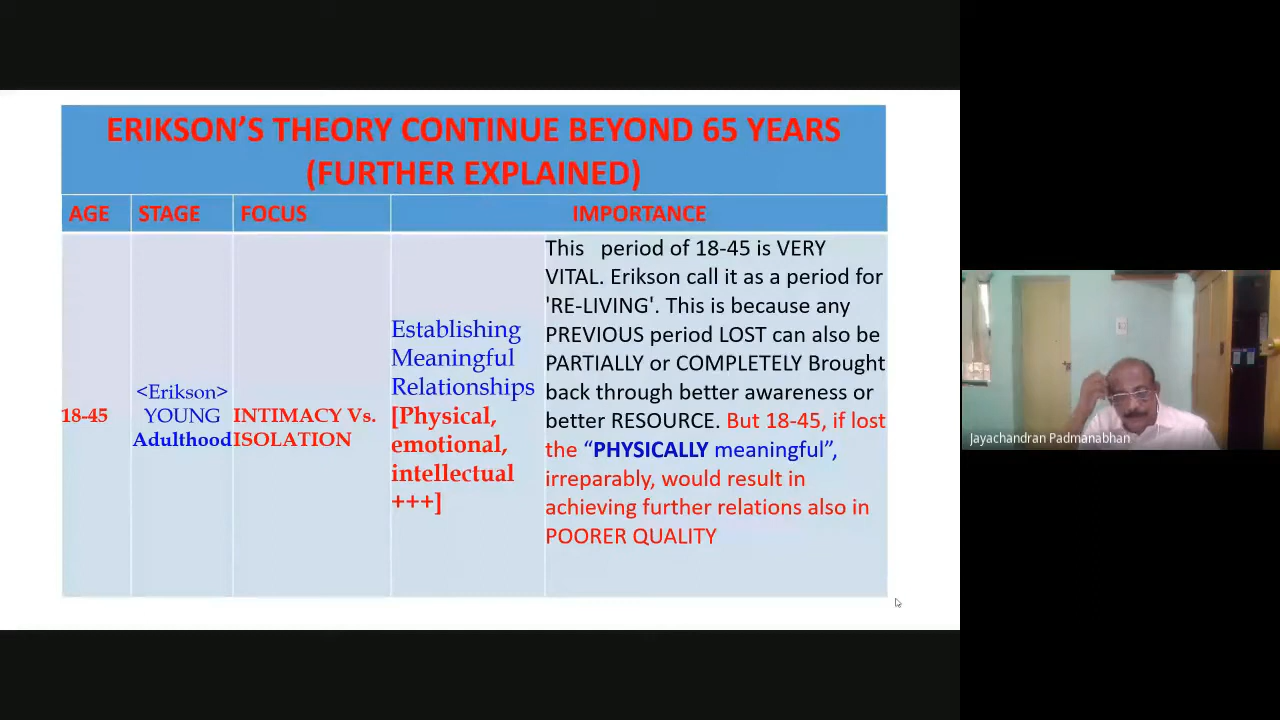 ERIKSON'S THEORY CONTINUE BEYOND 65 YEARS
(FURTHER EXPLAINED)
AGE STAGE FOCUS IMPORTANCE
18-45
<Erikson>
YOUNG
Adulthood
INTIMACY Vs.
ISOLATION
Establishing
Meaningful
Relationships
[Physical,
emotional,
intellectual
+++]
This period of 18-45 is VERY
VITAL. Erikson call it as a period for
'RE-LIVING'. This is because any
PREVIOUS period LOST can also be
PARTIALLY or COMPLETELY Brought
back through better awareness or
better RESOURCE. But 18-45, if lost
the “PHYSICALLY meaningful”,
irreparably, would result in
achieving further relations also in
POORER QUALITY
Jayachandran Padmanabhan